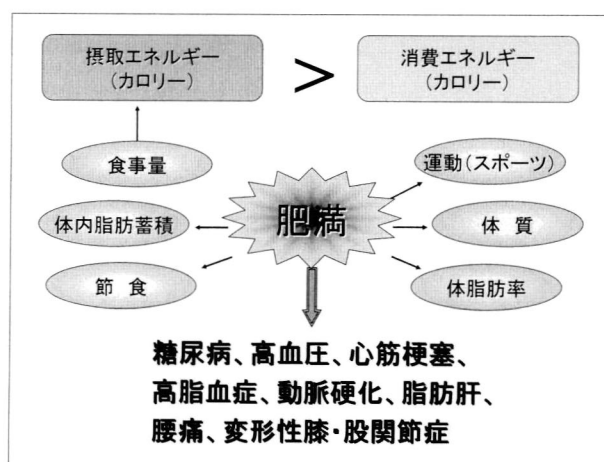 摂取エネルギー
(カロリー)
>
消費エネルギー
(カロリー)
食事量
運動(スポーツ)
体内脂肪蓄積
肥満
体 質
節 食
体脂肪率
糖尿病、高血圧、心筋梗塞、
高脂血症、動脈硬化、脂肪肝、
腰痛、変形性膝・股関節症